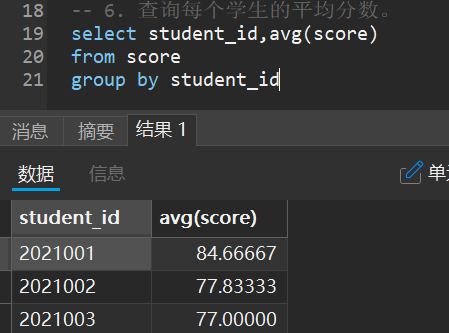 18 -- 6. 查询每个学生的平均分数。
19 select student_id,avg(score)
20 from score
21 group by student_id
消息 摘要 结果 1
数据 信息
student_id avg(score)
2021001 84.66667
2021002 77.83333
2021003 77.00000